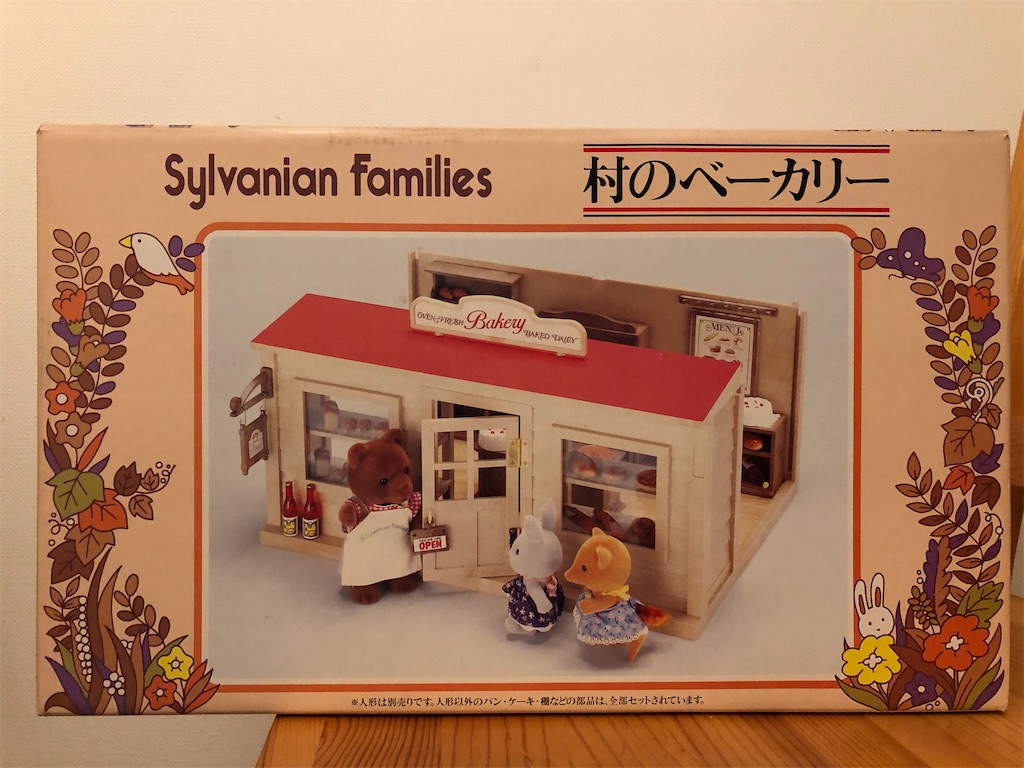 Sylvanian Families
村のベーカリー
OVEN-FRESH Bakery BAKED DAILY
MENU
OPEN
※人形は別売りです。人形以外のパン・ケーキ・棚などの部品は、全部セットされています。